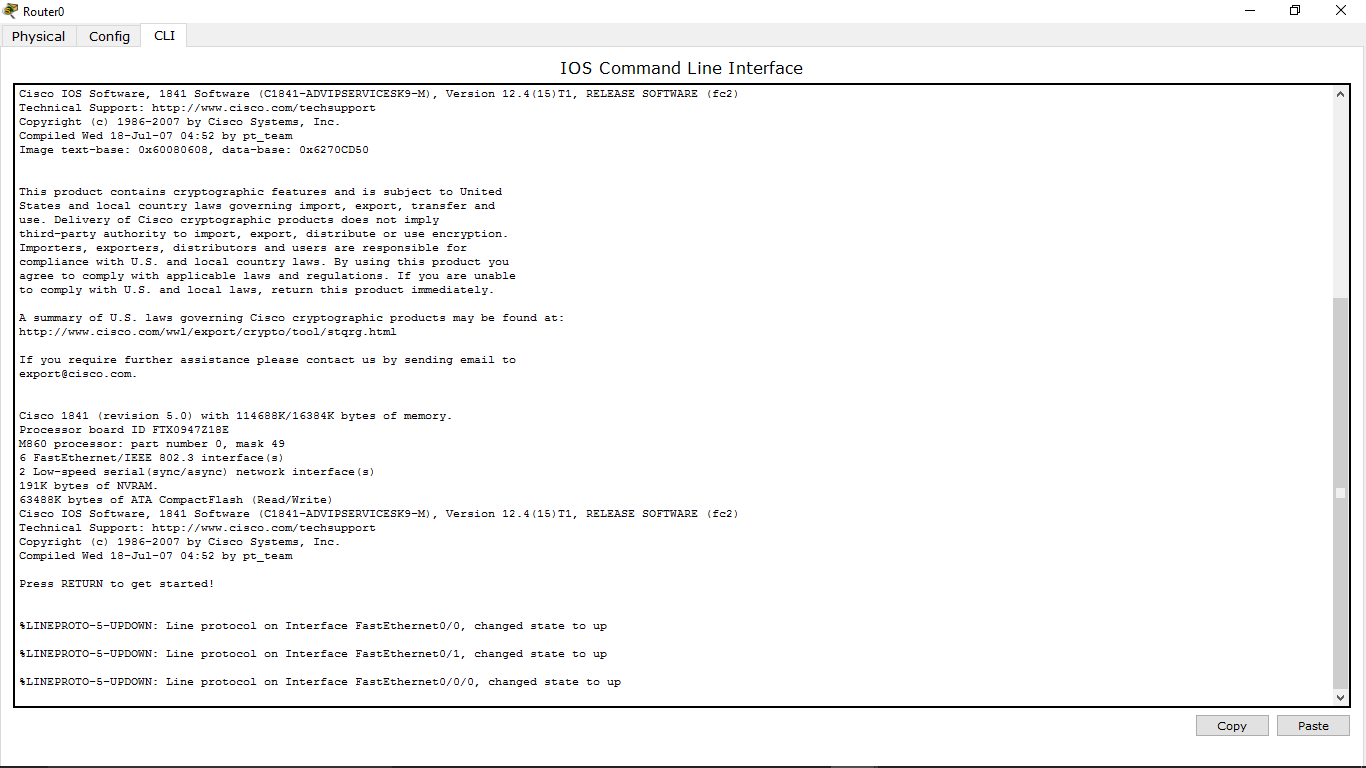 Router0
Physical Config CLI
IOS Command Line Interface
Cisco IOS Software, 1841 Software (C1841-ADVIPSERVICESK9-M), Version 12.4(15)T1, RELEASE SOFTWARE (fc2)
Technical Support: http://www.cisco.com/techsupport
Copyright (c) 1986-2007 by Cisco Systems, Inc.
Compiled Wed 18-Jul-07 04:52 by pt_team
Image text-base: 0x60080608, data-base: 0x6270CD50
This product contains cryptographic features and is subject to United
States and local country laws governing import, export, transfer and
use. Delivery of Cisco cryptographic products does not imply
third-party authority to import, export, distribute or use encryption.
Importers, exporters, distributors and users are responsible for
compliance with U.S. and local country laws. By using this product you
agree to comply with applicable laws and regulations. If you are unable
to comply with U.S. and local laws, return this product immediately.
A summary of U.S. laws governing Cisco cryptographic products may be found at:
http://www.cisco.com/wwl/export/crypto/tool/stqrg.html
If you require further assistance please contact us by sending email to
export@cisco.com.
Cisco 1841 (revision 5.0) with 114688K/16384K bytes of memory.
Processor board ID FTX0947Z18E
M860 processor: part number 0, mask 49
6 FastEthernet/IEEE 802.3 interface(s)
2 Low-speed serial(sync/async) network interface(s)
191K bytes of NVRAM.
63488K bytes of ATA CompactFlash (Read/Write)
Cisco IOS Software, 1841 Software (C1841-ADVIPSERVICESK9-M), Version 12.4(15)T1, RELEASE SOFTWARE (fc2)
Technical Support: http://www.cisco.com/techsupport
Copyright (c) 1986-2007 by Cisco Systems, Inc.
Compiled Wed 18-Jul-07 04:52 by pt_team
Press RETURN to get started!
%LINEPROTO-5-UPDOWN: Line protocol on Interface FastEthernet0/0, changed state to up
%LINEPROTO-5-UPDOWN: Line protocol on Interface FastEthernet0/1, changed state to up
%LINEPROTO-5-UPDOWN: Line protocol on Interface FastEthernet0/0/0, changed state to up
Copy Paste